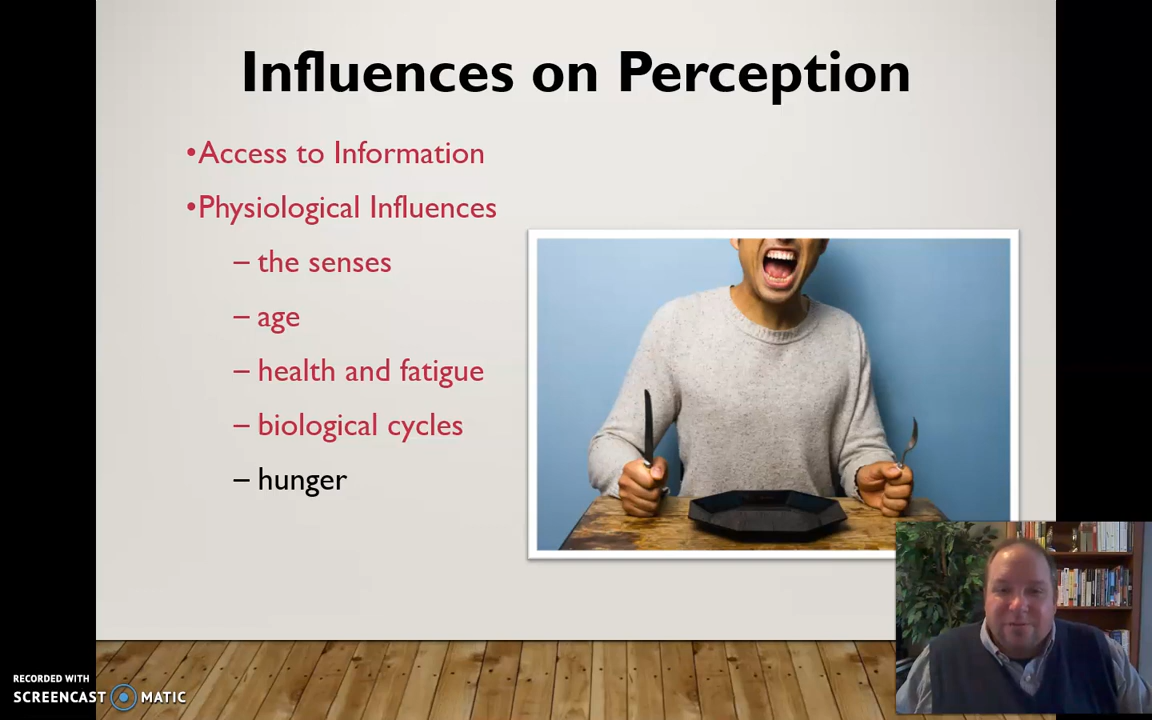 Influences on Perception
•Access to Information
•Physiological Influences
– the senses
– age
– health and fatigue
– biological cycles
– hunger
RECORDED WITH
SCREENCAST MATIC